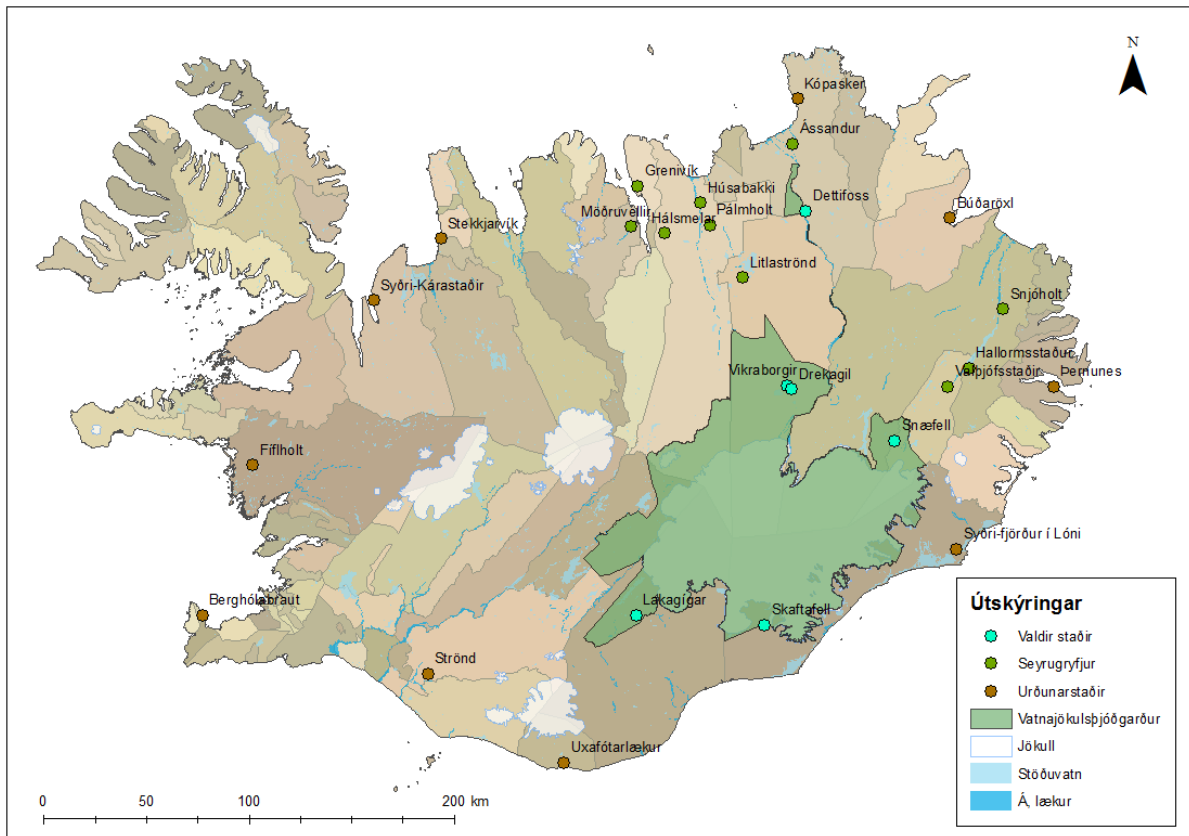 N
Kópasker
Ássandur
Grenivík
Húsabakki
Dettifoss
Möðruvellir
Hálsmelar
Pálmholt
Búðaröxl
Stekkjarvík
Litlaströnd
Syðri-Kárastaðir
Snjóholt
Hallormsstaður
Vikraborgir
Drekagil
Valþjófsstaðir
Þernunes
Snæfell
Fíflholt
Syðri-fjörður í Lóni
Berghólabraut
Lakagígar
Skaftafell
Strönd
Uxafótarlækur
Útskýringar
Valdir staðir
Seyrugryfjur
Urðunarstaðir
Vatnajökulsþjóðgarður
Jökull
Stöðuvatn
Á, lækur
0 50 100 200 km